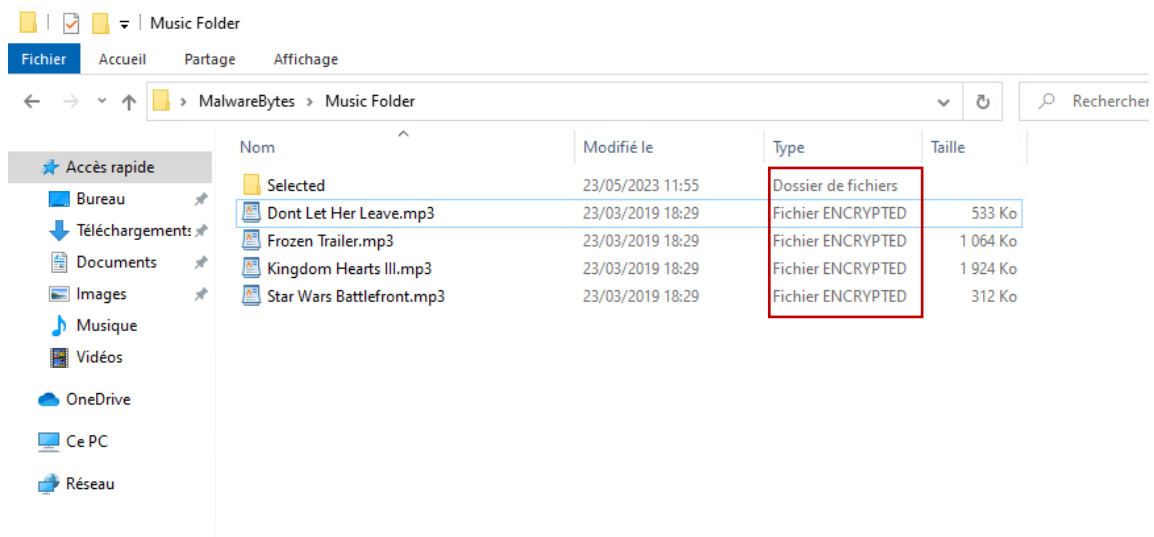 Music Folder
Fichier Accueil Partage Affichage
MalwareBytes > Music Folder Rechercher
Nom Modifié le Type Taille
Accès rapide
Bureau
Téléchargements
Documents
Images
Musique
Vidéos
OneDrive
Ce PC
Réseau
Selected 23/05/2023 11:55 Dossier de fichiers
Dont Let Her Leave.mp3 23/03/2019 18:29 Fichier ENCRYPTED 533 Ko
Frozen Trailer.mp3 23/03/2019 18:29 Fichier ENCRYPTED 1 064 Ko
Kingdom Hearts III.mp3 23/03/2019 18:29 Fichier ENCRYPTED 1 924 Ko
Star Wars Battlefront.mp3 23/03/2019 18:29 Fichier ENCRYPTED 312 Ko